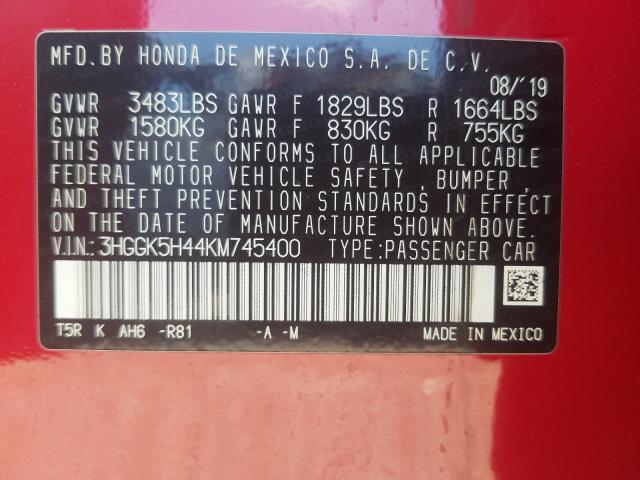 MFD. BY HONDA DE MEXICO S.A. DE C.V.
08/'19
GVWR 3483LBS GAWR F 1829LBS R 1664LBS
GVWR 1580KG GAWR F 830KG R 755KG
THIS VEHICLE CONFORMS TO ALL APPLICABLE
FEDERAL MOTOR VEHICLE SAFETY , BUMPER ,
AND THEFT PREVENTION STANDARDS IN EFFECT
ON THE DATE OF MANUFACTURE SHOWN ABOVE.
V.I.N.: 3HGGK5H44KM745400 TYPE:PASSENGER CAR
T5R K AH6 -R81 -A -M MADE IN MEXICO